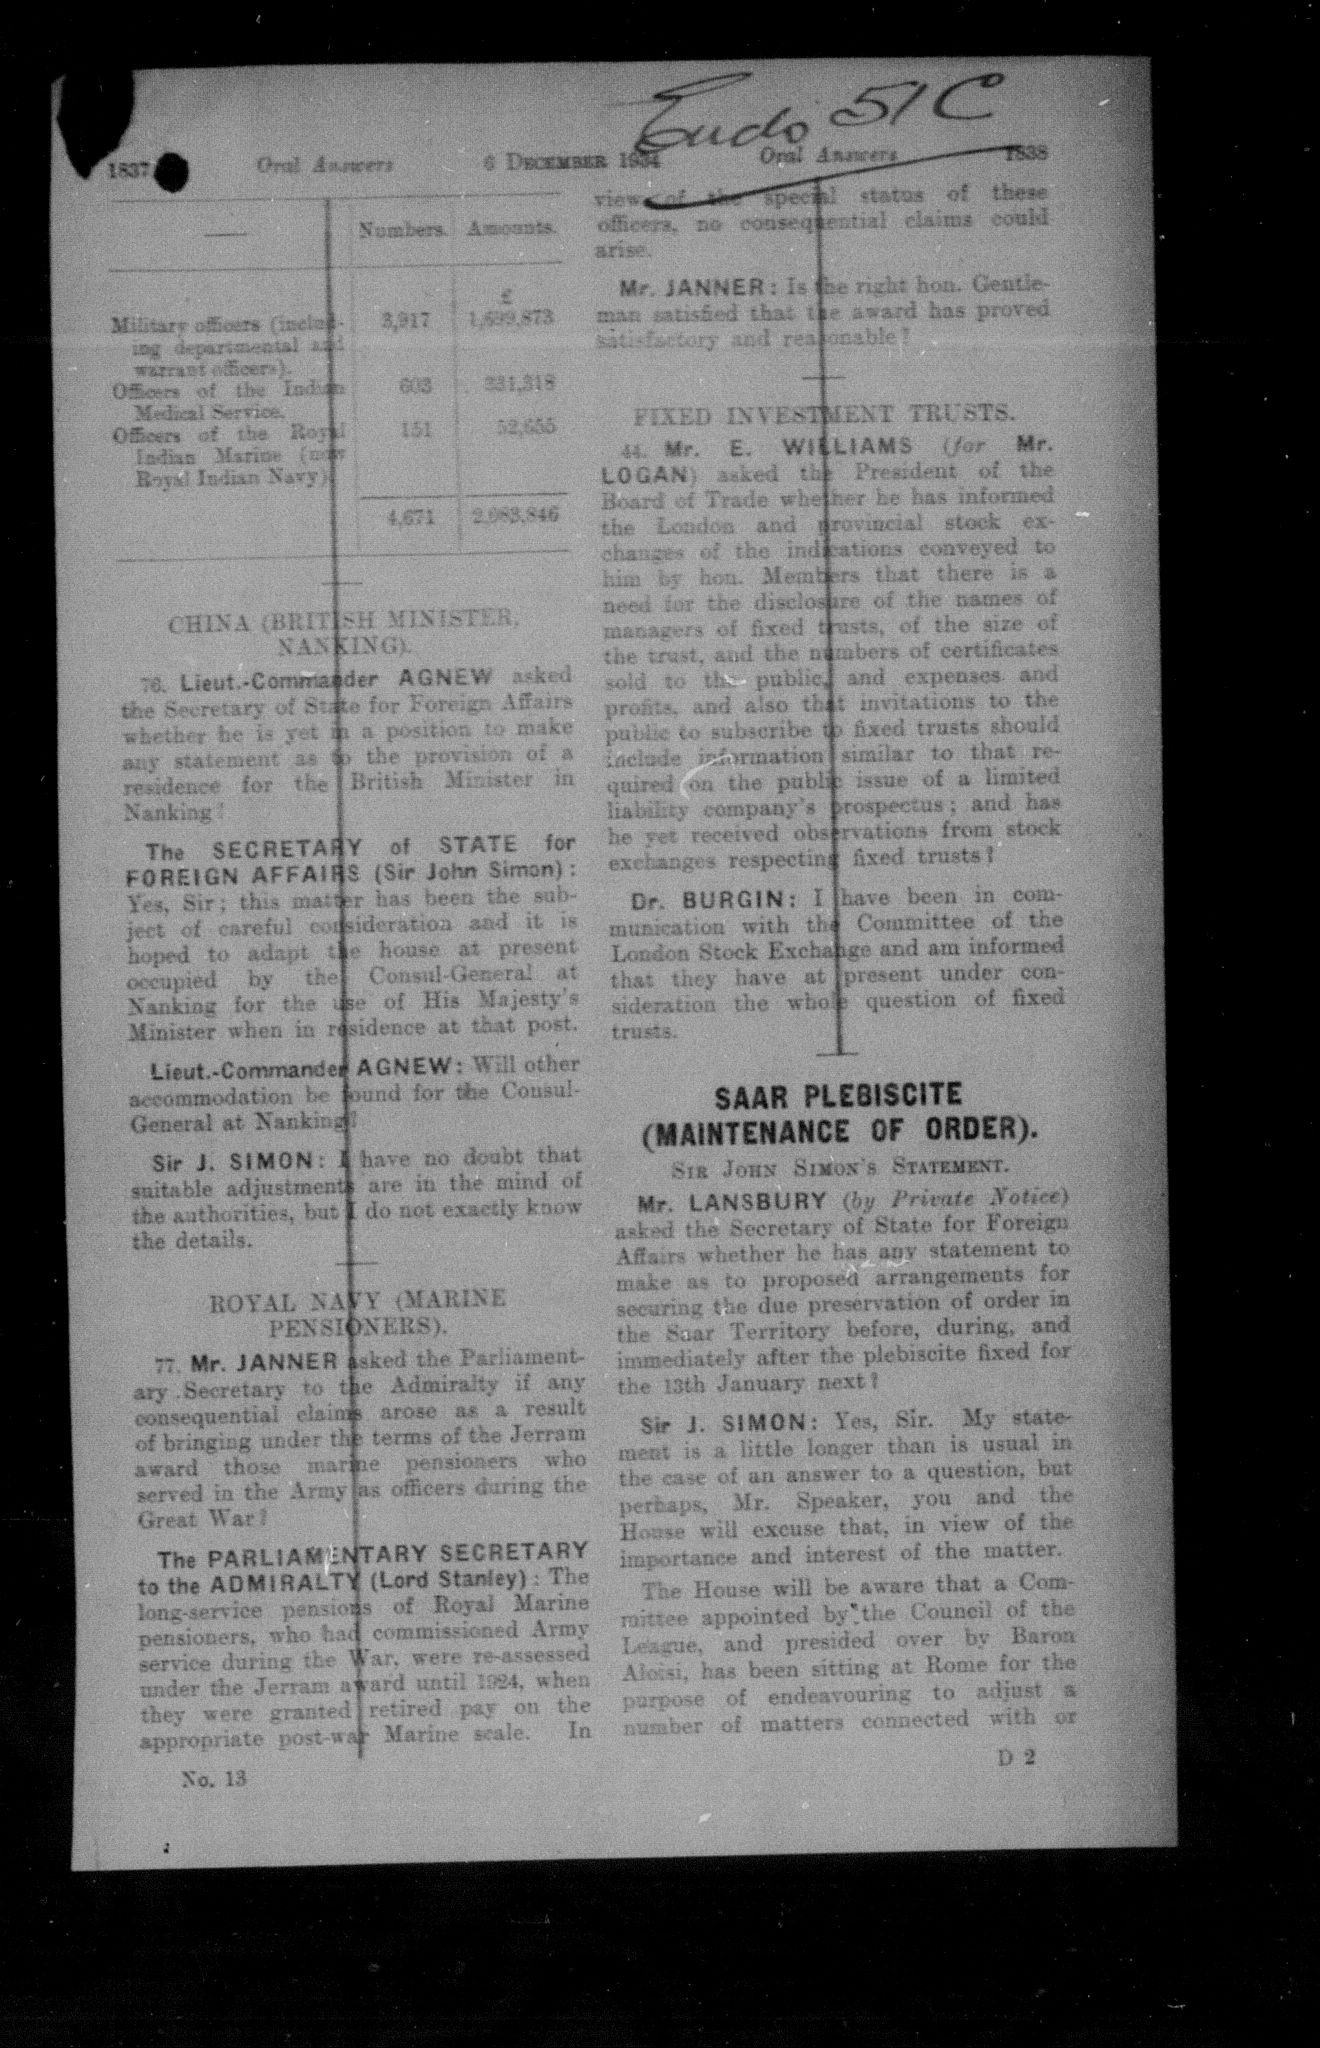 Endo 51C
1837 Oral Answers 6 DECEMBER 1934 Oral Answers 1838
Numbers. Amounts.
£
Military officers (includ- 3,917 1,699,873
ing departmental and
warrant officers).
Officers of the Indian 603 331,318
Medical Service.
Officers of the Royal 151 52,655
Indian Marine (now
Royal Indian Navy)
4,671 2,083,846
CHINA (BRITISH MINISTER,
NANKING).
76. Lieut.-Commander AGNEW asked
the Secretary of State for Foreign Affairs
whether he is yet in a position to make
any statement as to the provision of a
residence for the British Minister in
Nanking?
The SECRETARY of STATE for
FOREIGN AFFAIRS (Sir John Simon):
Yes, Sir; this matter has been the sub-
ject of careful consideration and it is
hoped to adapt the house at present
occupied by the Consul-General at
Nanking for the use of His Majesty's
Minister when in residence at that post.
Lieut.-Commander AGNEW: Will other
accommodation be found for the Consul-
General at Nanking?
Sir J. SIMON: I have no doubt that
suitable adjustments are in the mind of
the authorities, but I do not exactly know
the details.
ROYAL NAVY (MARINE
PENSIONERS).
77. Mr. JANNER asked the Parliament-
ary Secretary to the Admiralty if any
consequential claims arose as a result
of bringing under the terms of the Jerram
award those marine pensioners who
served in the Army as officers during the
Great War?
The PARLIAMENTARY SECRETARY
to the ADMIRALTY (Lord Stanley): The
long-service pensions of Royal Marine
pensioners, who had commissioned Army
service during the War, were re-assessed
under the Jerram award until 1924, when
they were granted retired pay on the
appropriate post-war Marine scale. In
No. 13
view of the special status of these
officers, no consequential claims could
arise.
Mr. JANNER: Is the right hon. Gentle-
man satisfied that the award has proved
satisfactory and reasonable?
FIXED INVESTMENT TRUSTS.
44. Mr. E. WILLIAMS (for Mr.
LOGAN) asked the President of the
Board of Trade whether he has informed
the London and provincial stock ex-
changes of the indications conveyed to
him by hon. Members that there is a
need for the disclosure of the names of
managers of fixed trusts, of the size of
the trust, and the numbers of certificates
sold to the public, and expenses and
profits, and also that invitations to the
public to subscribe to fixed trusts should
include information similar to that re-
quired on the public issue of a limited
liability company's prospectus; and has
he yet received observations from stock
exchanges respecting fixed trusts?
Dr. BURGIN: I have been in com-
munication with the Committee of the
London Stock Exchange and am informed
that they have at present under con-
sideration the whole question of fixed
trusts.
SAAR PLEBISCITE
(MAINTENANCE OF ORDER).
SIR JOHN SIMON'S STATEMENT.
Mr. LANSBURY (by Private Notice)
asked the Secretary of State for Foreign
Affairs whether he has any statement to
make as to proposed arrangements for
securing the due preservation of order in
the Saar Territory before, during, and
immediately after the plebiscite fixed for
the 13th January next?
Sir J. SIMON: Yes, Sir. My state-
ment is a little longer than is usual in
the case of an answer to a question, but
perhaps, Mr. Speaker, you and the
House will excuse that, in view of the
importance and interest of the matter.
The House will be aware that a Com-
mittee appointed by the Council of the
League, and presided over by Baron
Aloisi, has been sitting at Rome for the
purpose of endeavouring to adjust a
number of matters connected with or
D 2